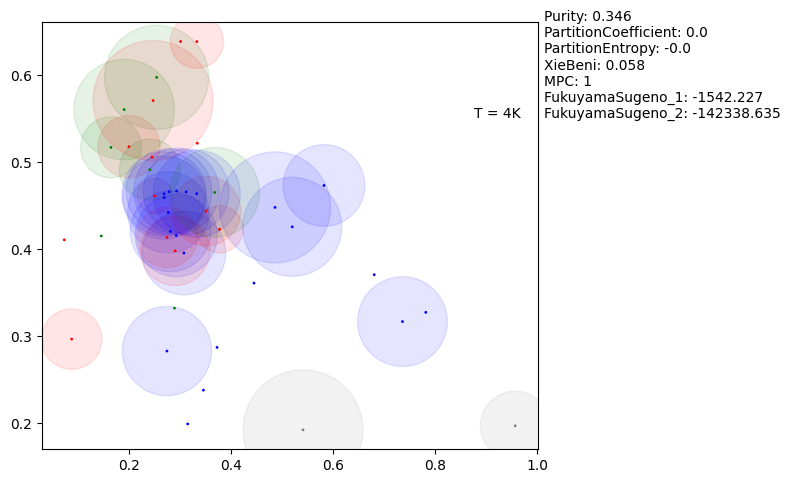 Purity: 0.346
PartitionCoefficient: 0.0
PartitionEntropy: -0.0
XieBeni: 0.058
MPC: 1
FukuyamaSugeno_1: -1542.227
FukuyamaSugeno_2: -142338.635
T = 4K
0.6
0.5
0.4
0.3
0.2
0.2
0.4
0.6
0.8
1.0